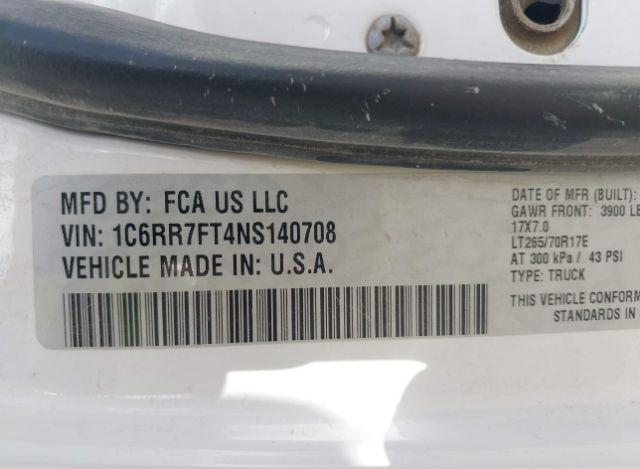 MFD BY: FCA US LLC
VIN: 1C6RR7FT4NS140708
VEHICLE MADE IN: U.S.A.
DATE OF MFR (BUILT):
GAWR FRONT: 3900 LB
17X7.0
LT265/70R17E
AT 300 kPa / 43 PSI
TYPE: TRUCK
THIS VEHICLE CONFORM
STANDARDS IN